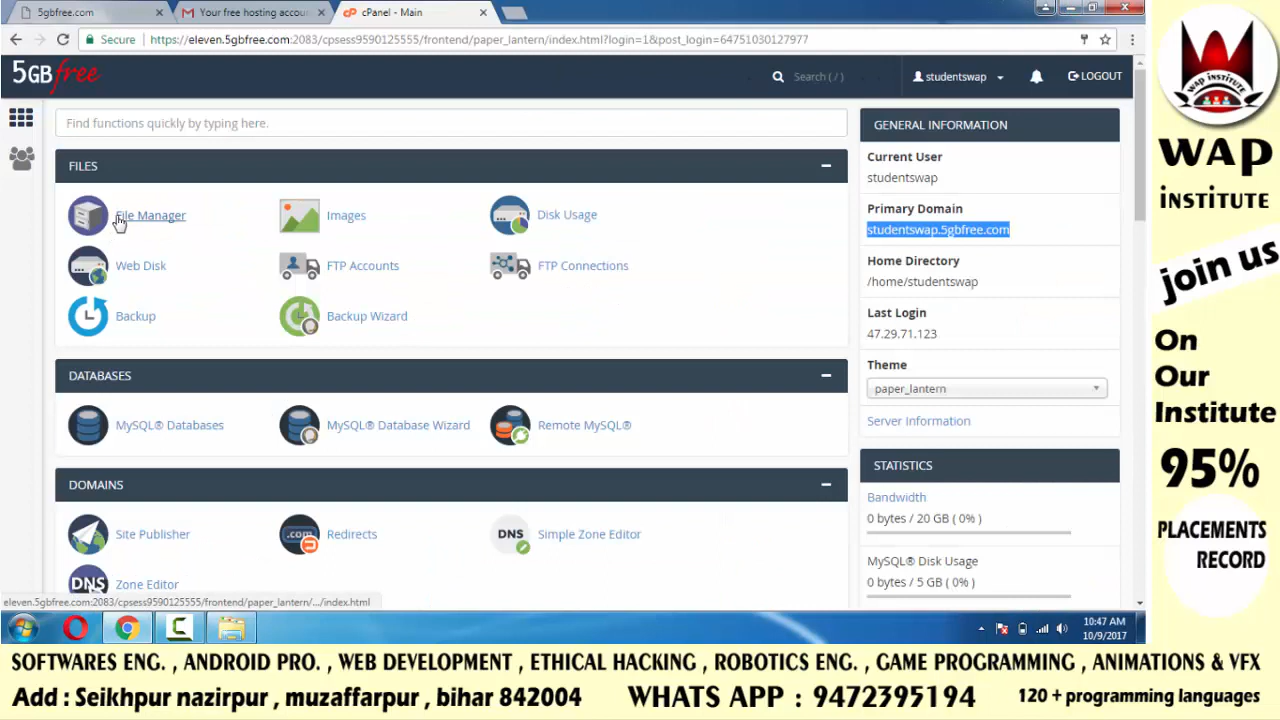 5gbfree.com
Your free hosting accou
cPanel - Main
Secure
https://eleven.5gbfree.com:2083/cpsess9590125555/frontend/paper_lantern/index.html?login=1&post_login=64751030127977
5GBfree
Search ( / )
studentswap
LOGOUT
Find functions quickly by typing here.
FILES
File Manager
Images
Disk Usage
Web Disk
FTP Accounts
FTP Connections
Backup
Backup Wizard
DATABASES
MySQL® Databases
MySQL® Database Wizard
Remote MySQL®
DOMAINS
Site Publisher
.com
Redirects
DNS
Simple Zone Editor
DNS
Zone Editor
GENERAL INFORMATION
Current User
studentswap
Primary Domain
studentswap.5gbfree.com
Home Directory
/home/studentswap
Last Login
47.29.71.123
Theme
paper_lantern
Server Information
STATISTICS
Bandwidth
0 bytes / 20 GB ( 0% )
MySQL® Disk Usage
0 bytes / 5 GB ( 0% )
eleven.5gbfree.com:2083/cpsess9590125555/frontend/paper_lantern/.../index.html
10:47 AM
10/9/2017
WAP INSTITUTE
WAP
INSTITUTE
join us
On
Our
Institute
95%
PLACEMENTS
RECORD
SOFTWARES ENG. , ANDROID PRO. , WEB DEVELOPMENT , ETHICAL HACKING , ROBOTICS ENG. , GAME PROGRAMMING , ANIMATIONS & VFX
Add : Seikhpur nazirpur , muzaffarpur , bihar 842004
WHATS APP : 9472395194
120 + programming languages